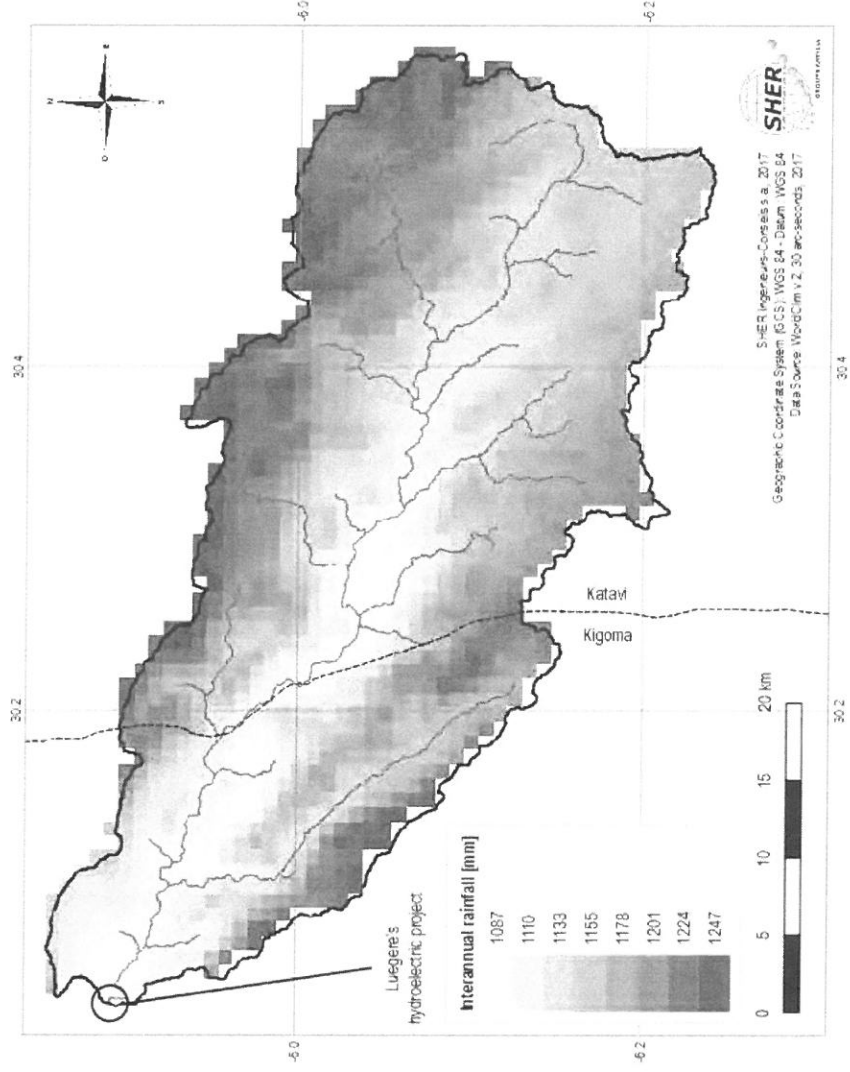 30.2
30.4
-6.0
-6.2
-6.0
-6.2
30.2
30.4
N
S
E
O
Katavi
Kigoma
Luegere's
hydroelectric project
Interannual rainfall [mm]
1087
1110
1133
1155
1178
1201
1224
1247
0
5
10
15
20 km
SHER Ingénieurs-Conseils s.a. 2017
Geographic Coordinate System (GCS): WGS 84 - Datum: WGS 84
Data Source: WorldClim v.2, 30 arc-seconds, 2017
SHER